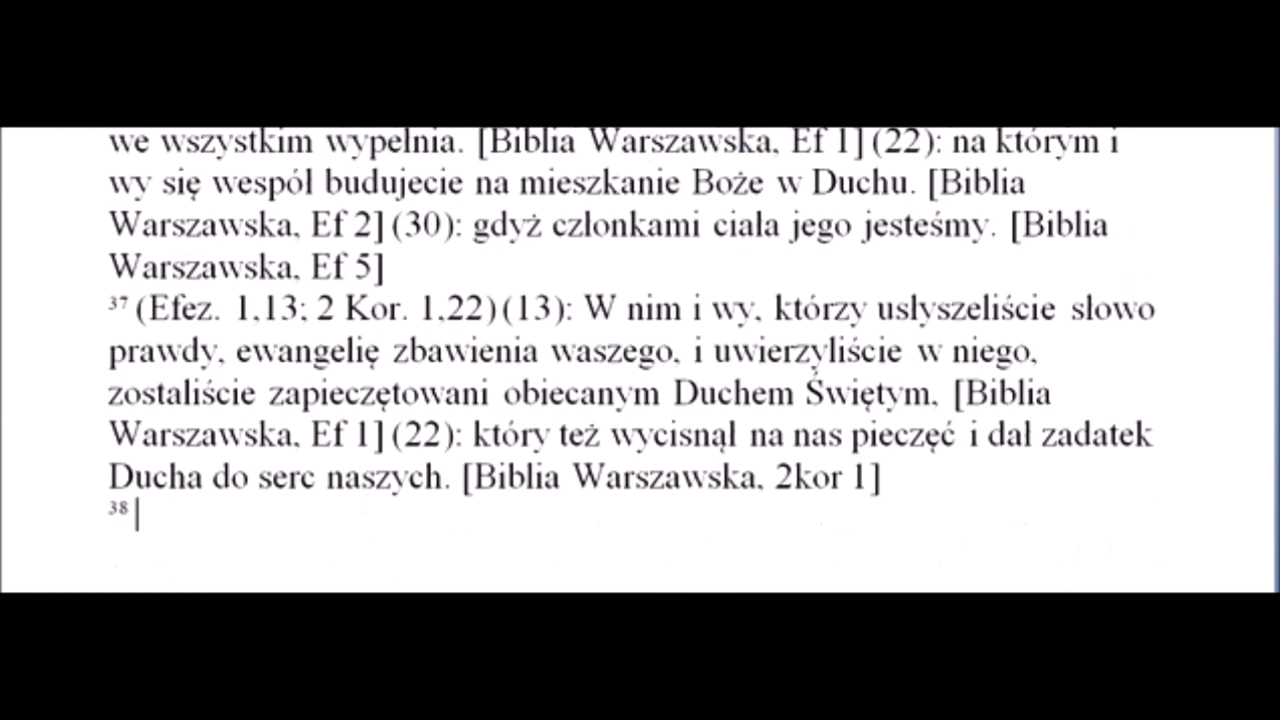 we wszystkim wypełnia. [Biblia Warszawska, Ef 1] (22): na którym i
wy się wespół budujecie na mieszkanie Boże w Duchu. [Biblia
Warszawska, Ef 2] (30): gdyż członkami ciała jego jesteśmy. [Biblia
Warszawska, Ef 5]
37 (Efez. 1,13; 2 Kor. 1,22) (13): W nim i wy, którzy usłyszeliście słowo
prawdy, ewangelię zbawienia waszego, i uwierzyliście w niego,
zostaliście zapieczętowani obiecanym Duchem Świętym, [Biblia
Warszawska, Ef 1] (22): który też wycisnął na nas pieczęć i dał zadatek
Ducha do serc naszych. [Biblia Warszawska, 2kor 1]
38